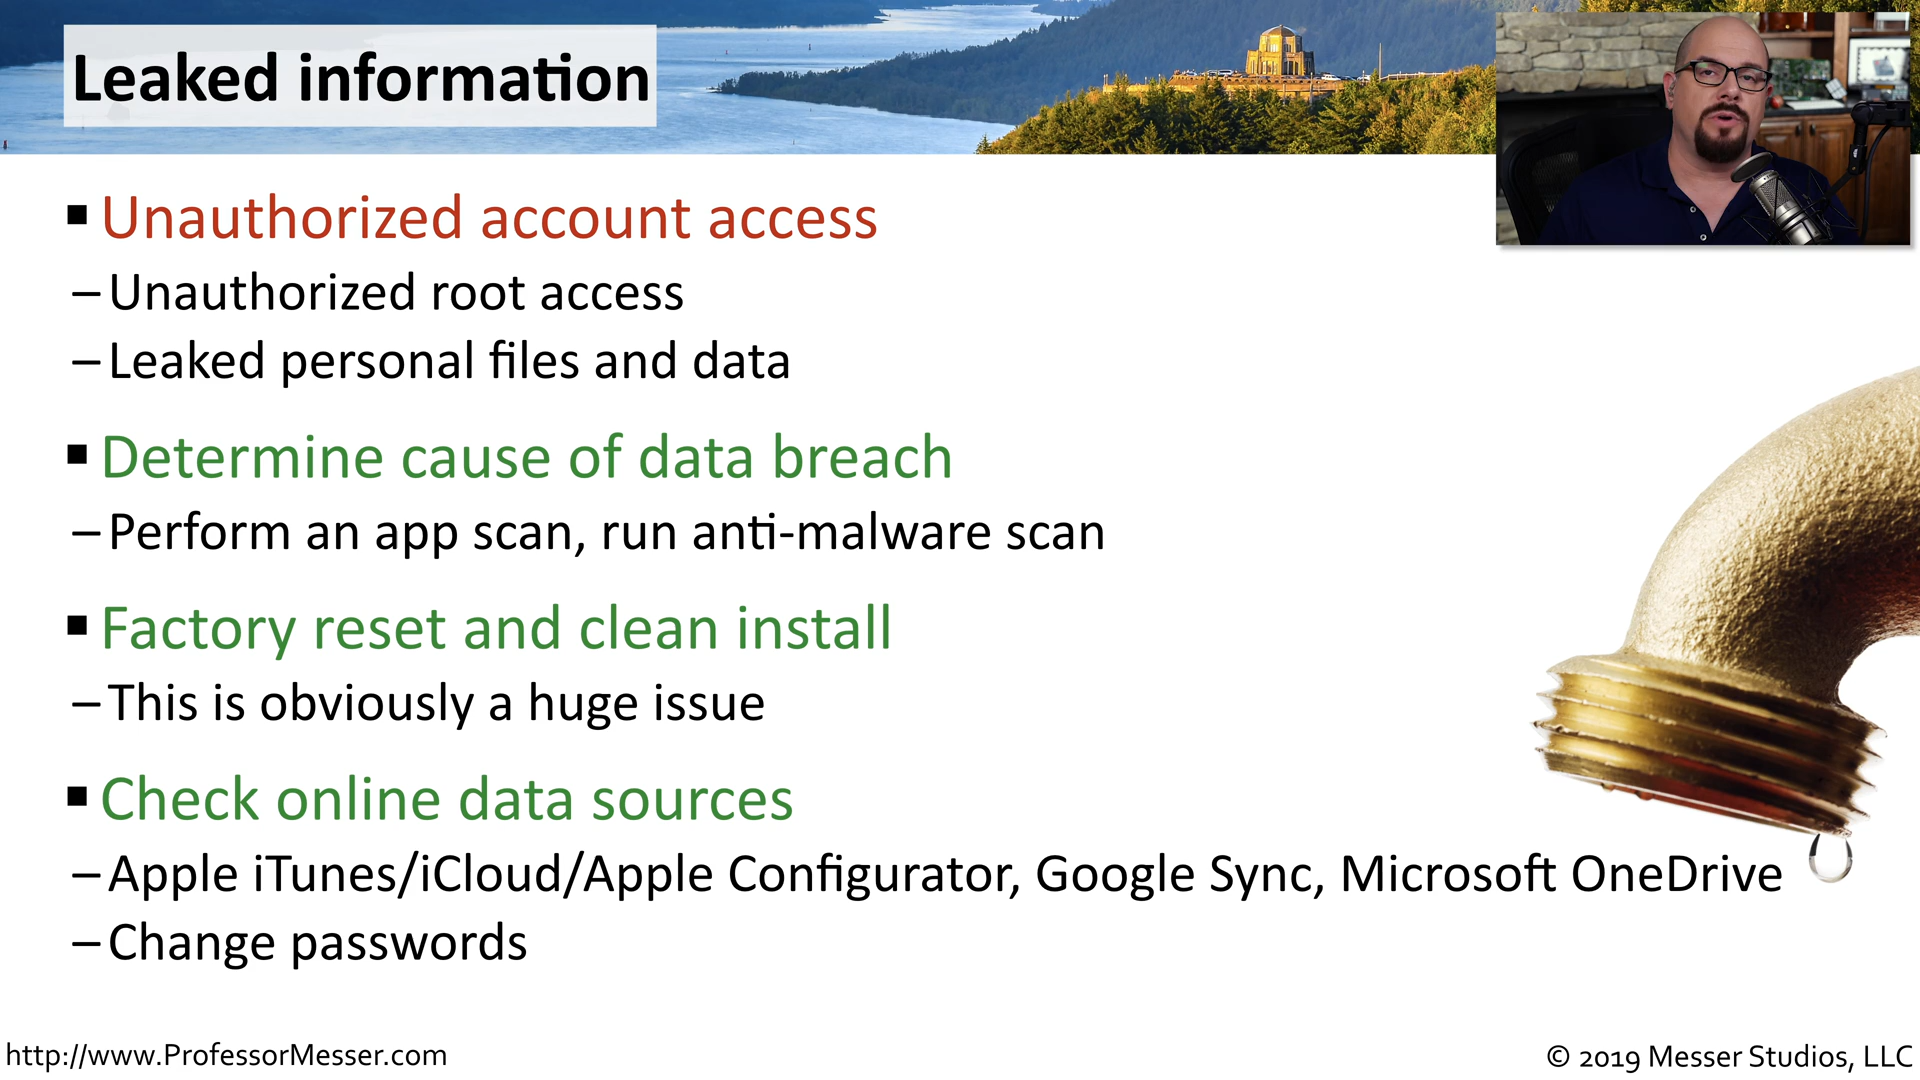 Leaked information
▪ Unauthorized account access
– Unauthorized root access
– Leaked personal files and data
▪ Determine cause of data breach
– Perform an app scan, run anti-malware scan
▪ Factory reset and clean install
– This is obviously a huge issue
▪ Check online data sources
– Apple iTunes/iCloud/Apple Configurator, Google Sync, Microsoft OneDrive
– Change passwords
http://www.ProfessorMesser.com
© 2019 Messer Studios, LLC